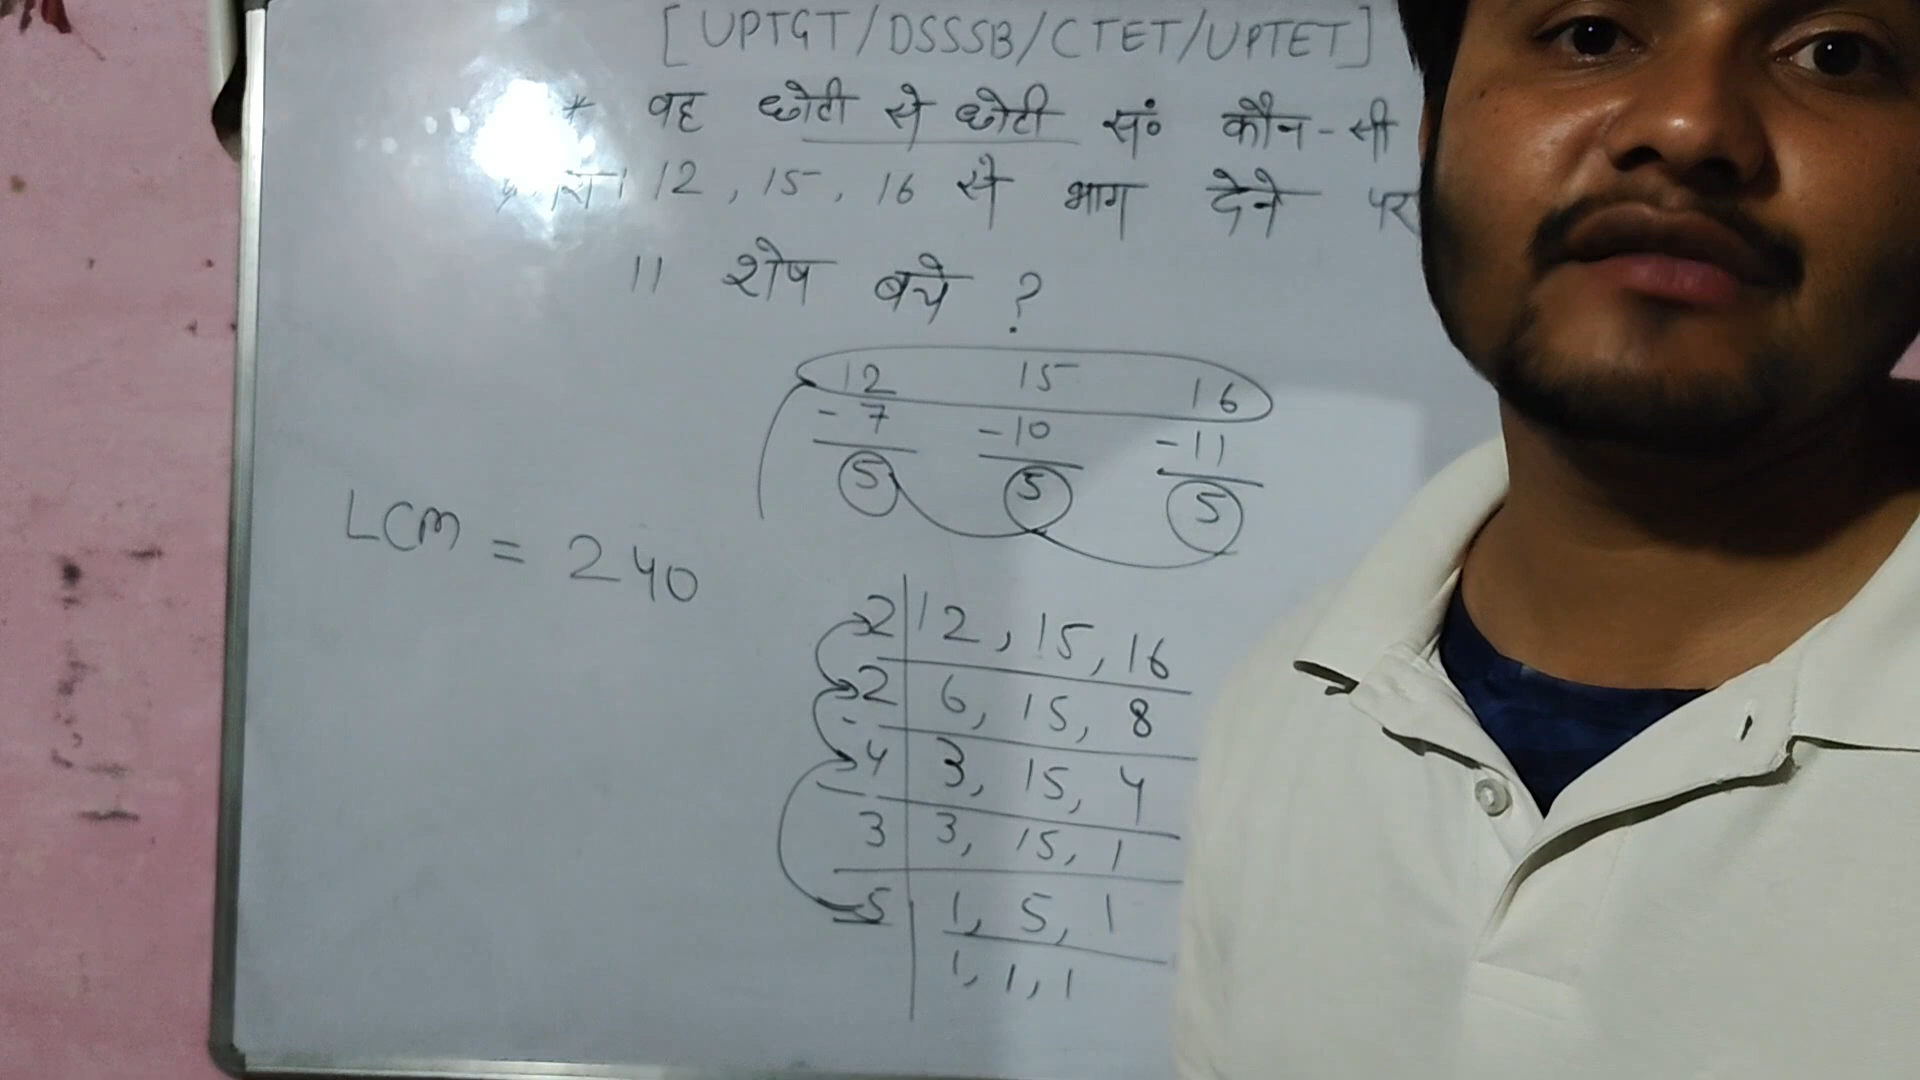 [UPTGT/DSSSB/CTET/UPTET]
* वह छोटी से छोटी सं० कौन-सी
12, 15, 16 से भाग देने पर
11 शेष बचे ?
12 15 16
-7 -10 -11
5 5 5
LCM = 240
2 | 12, 15, 16
2 | 6, 15, 8
4 | 3, 15, 4
3 | 3, 15, 1
5 | 1, 5, 1
1, 1, 1